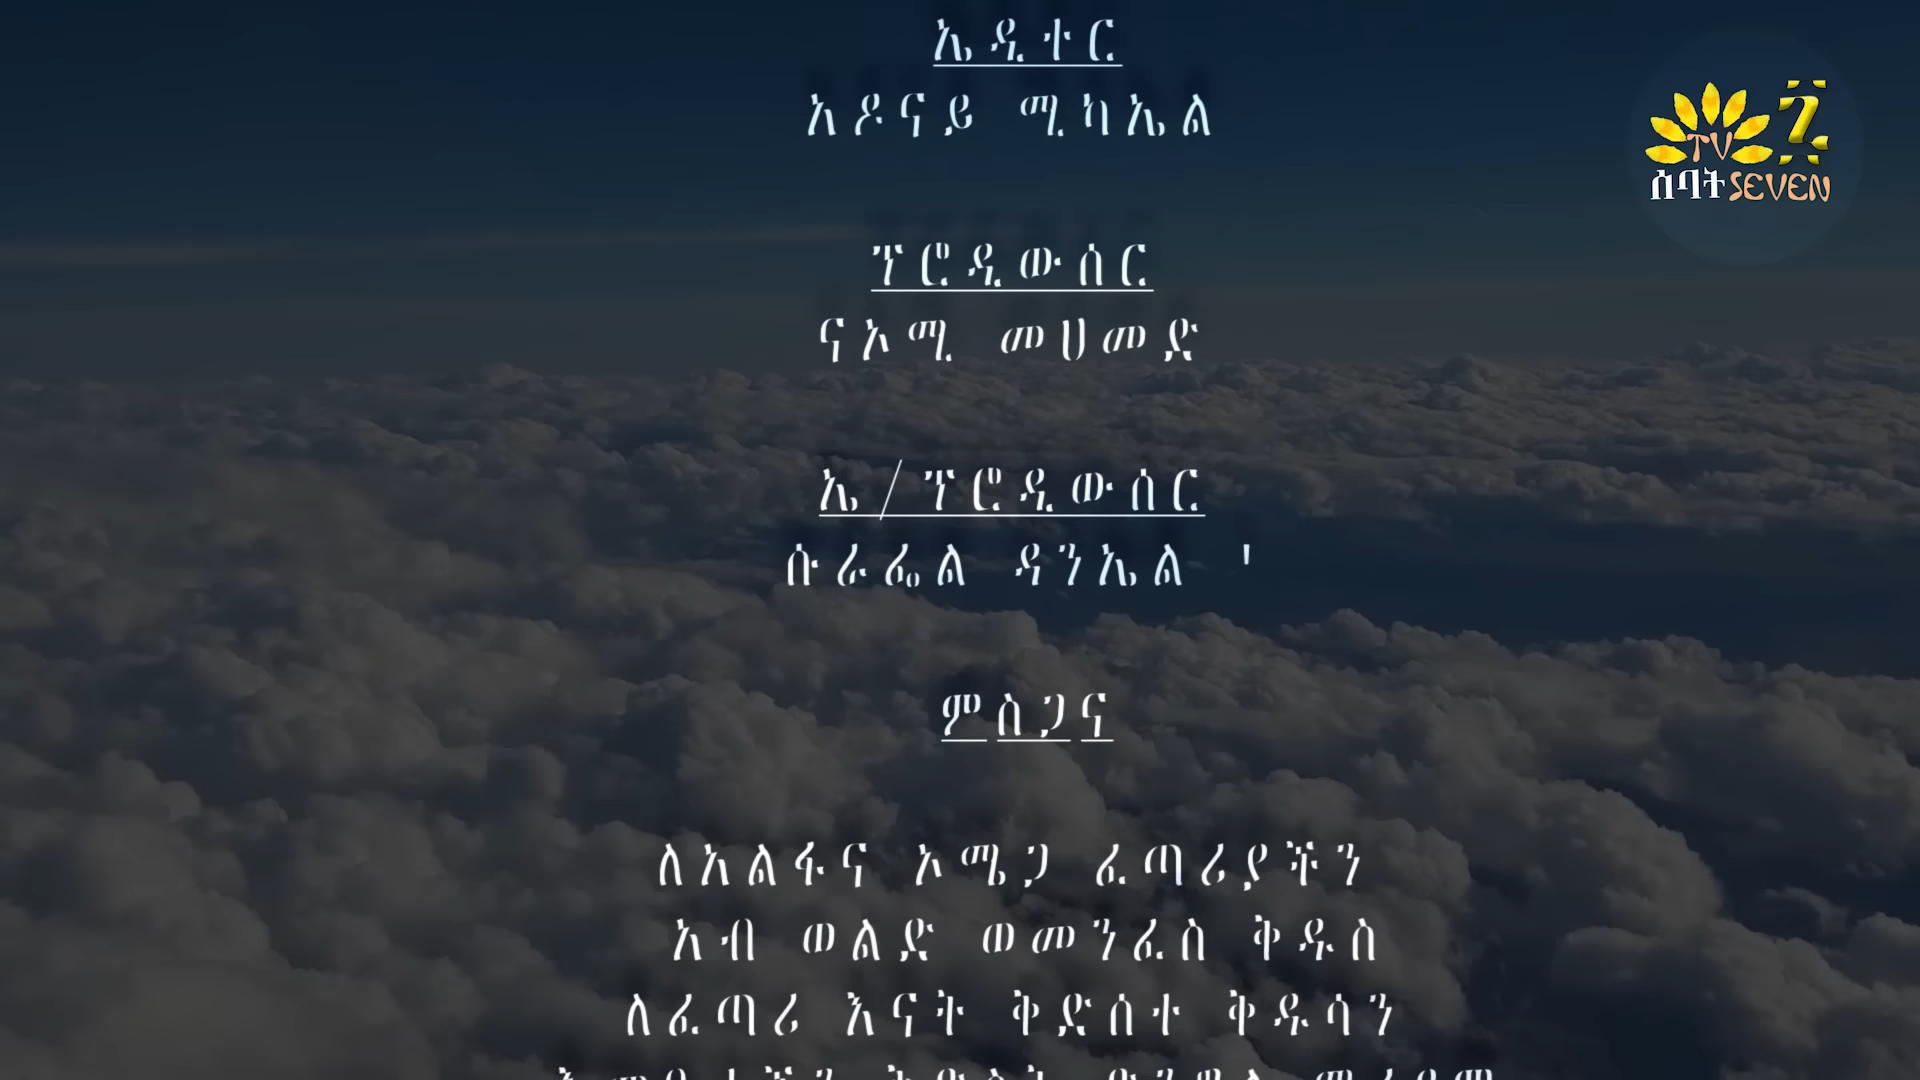 ኤዲተር
አዶናይ ሚካኤል
TV ፯
ሰባት SEVEN
ፕሮዲውሰር
ናኦሚ መሀመድ
ኤ/ፕሮዲውሰር
ሱራፌል ዳንኤል '
ምስጋና
ለአልፋና ኦሜጋ ፈጣሪያችን
አብ ወልድ ወመንፈስ ቅዱስ
ለፈጣሪ እናት ቅድሰተ ቅዱሳን